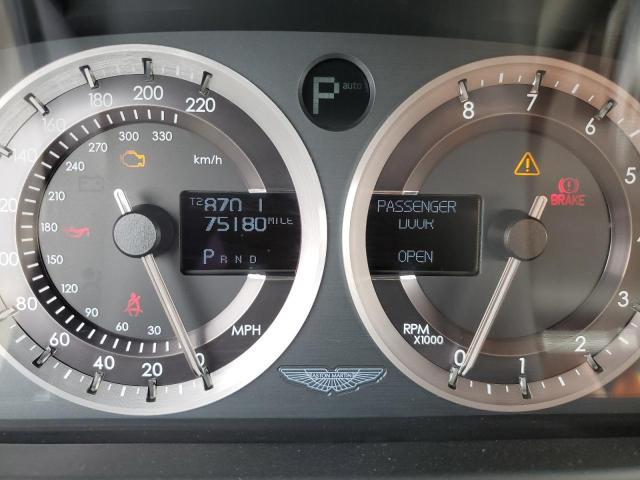 P auto
200
180
220
160
140
100
80
60
40
20
0
300 330
270
240
210
180
150
120
90
60
30
km/h
MPH
T2 870 1
75180 MILE
P R N D
PASSENGER
OPEN
BRAKE
8 7 6
5
4
3
2
1
0
RPM
X1000
ASTON MARTIN